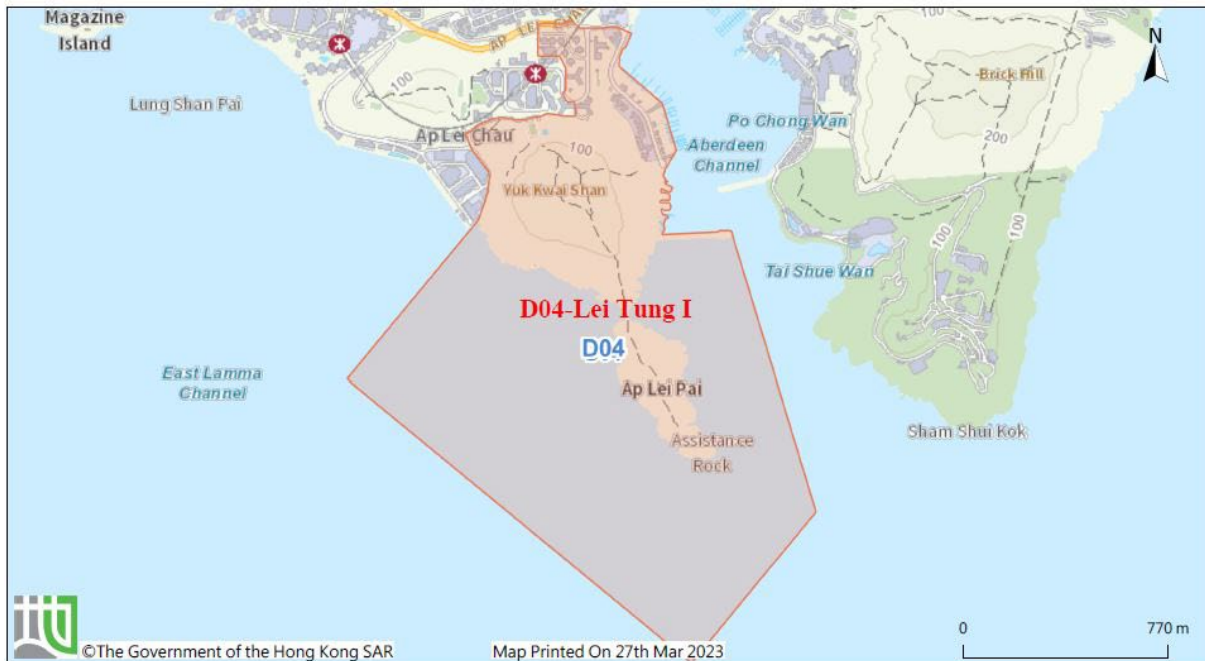 Magazine
Island
AP LEI CHAU
100
N
Brick Hill
Lung Shan Pai
100
Ap Lei Chau
Po Chong Wan
200
100
Aberdeen
Channel
Yuk Kwai Shan
100
100
Tai Shue Wan
D04-Lei Tung I
D04
East Lamma
Channel
Ap Lei Pai
Sham Shui Kok
Assistance
Rock
0
770 m
©The Government of the Hong Kong SAR
Map Printed On 27th Mar 2023